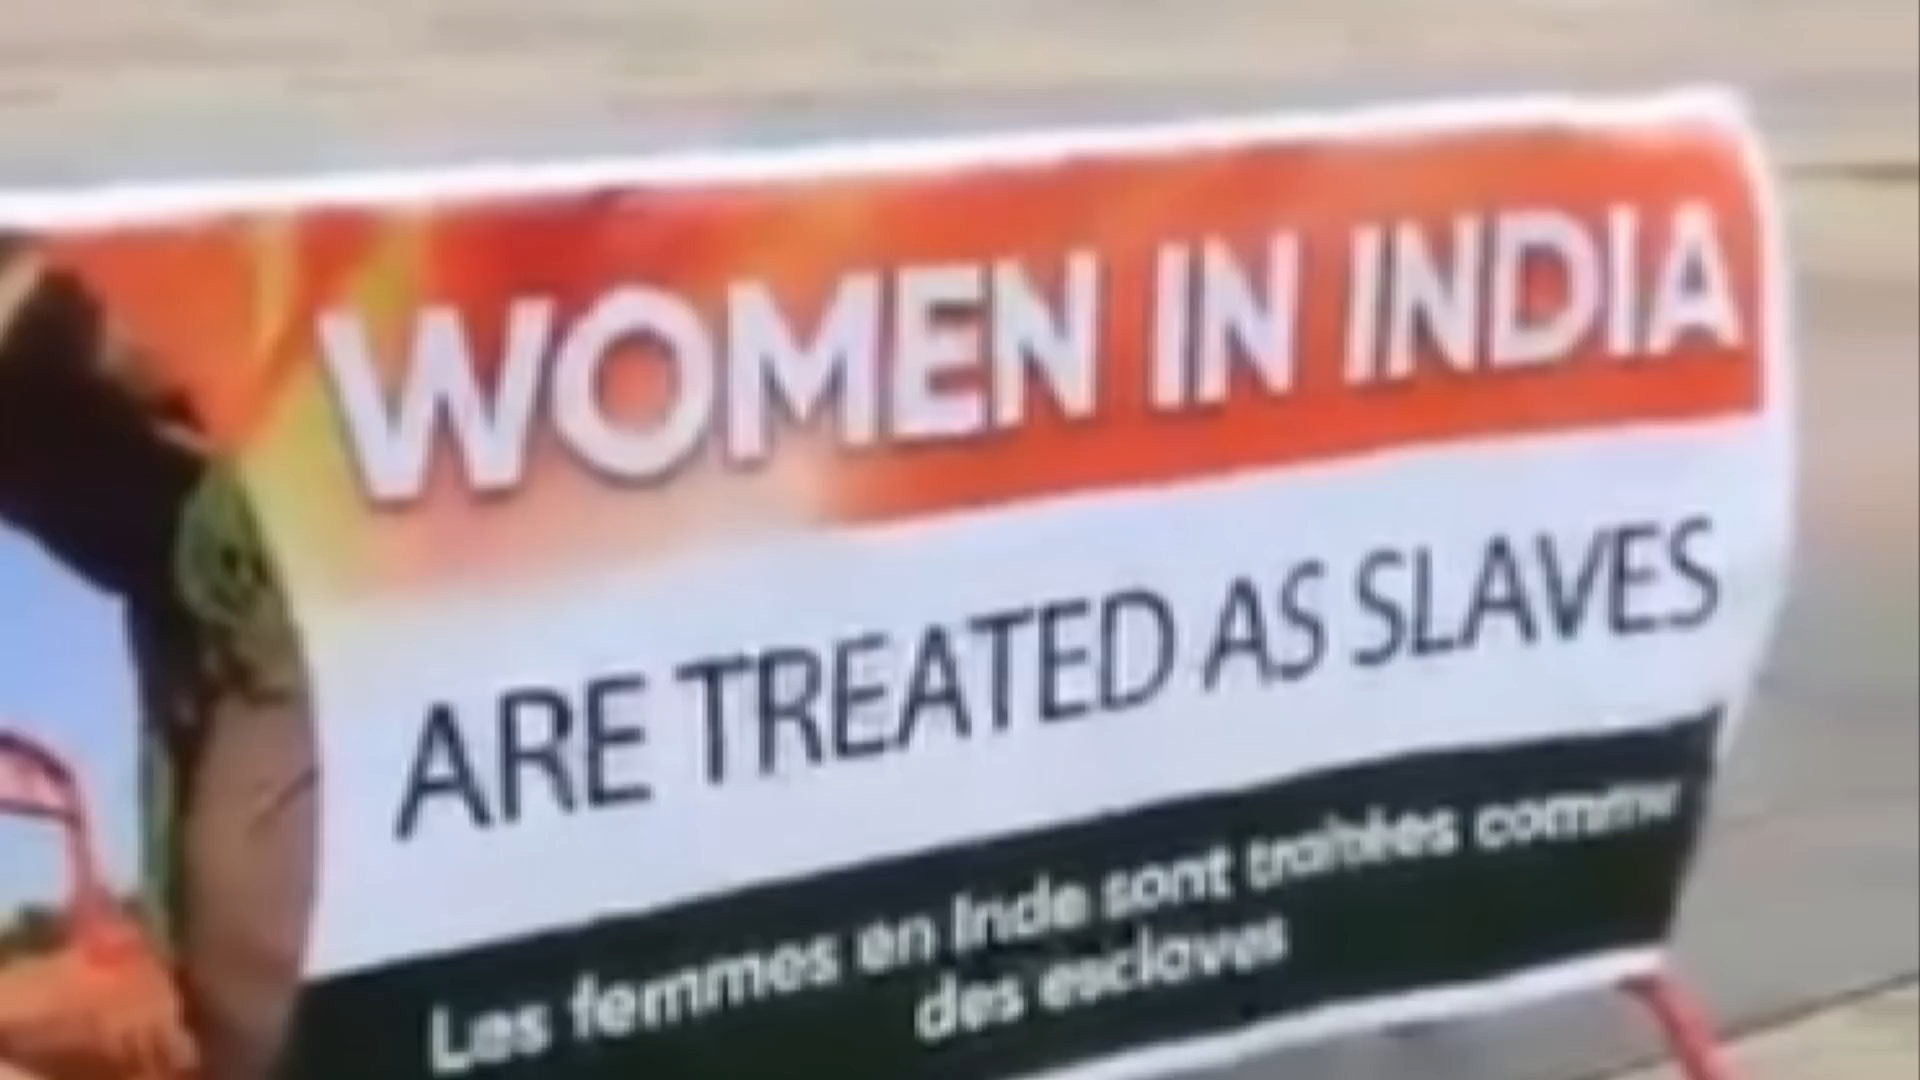 WOMEN IN INDIA
ARE TREATED AS SLAVES
Les femmes en Inde sont traitées comme
des esclaves